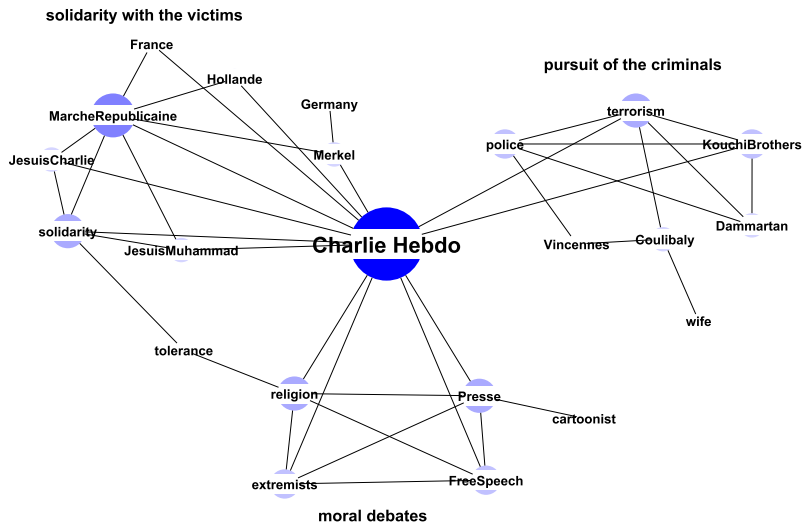 solidarity with the victims
France
pursuit of the criminals
Hollande
Germany
terrorism
MarcheRepublicaine
police
KouchiBrothers
JesuisCharlie
Merkel
solidarity
Dammartan
JesuisMuhammad
Charlie Hebdo
Vincennes
Coulibaly
wife
tolerance
religion
Presse
cartoonist
extremists
FreeSpeech
moral debates